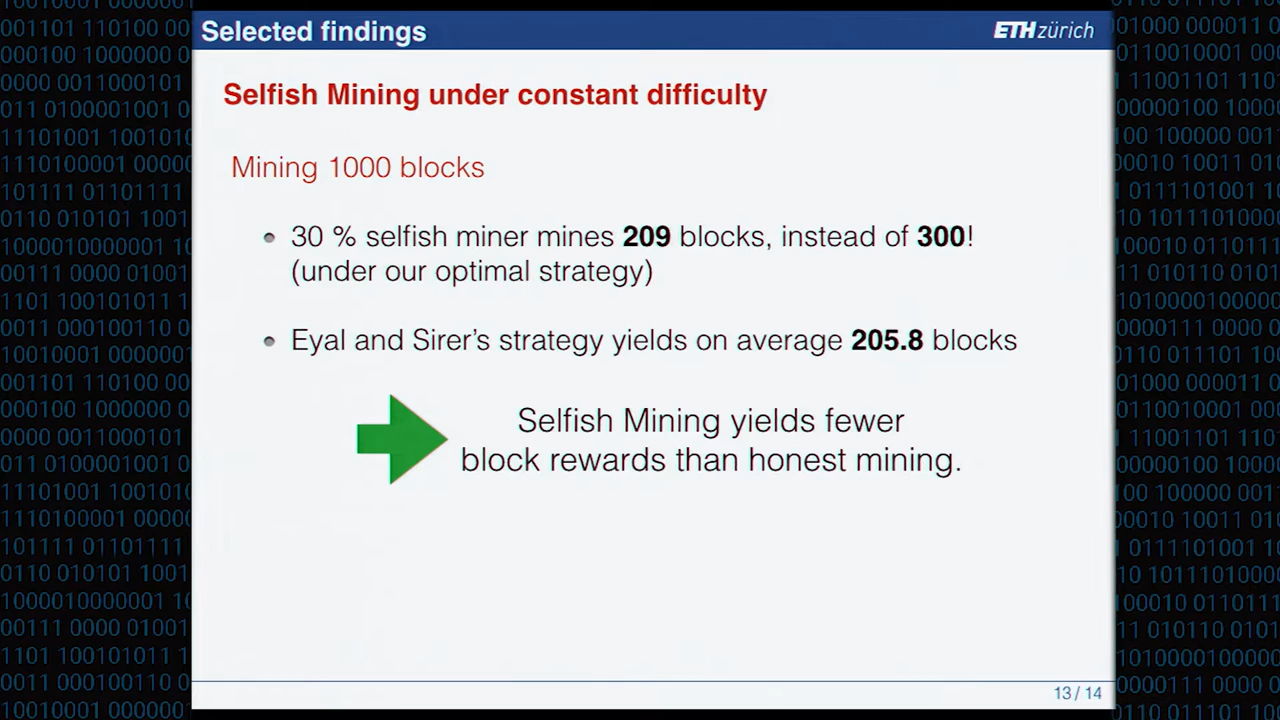 Selected findings
ETH zürich
Selfish Mining under constant difficulty
Mining 1000 blocks
30 % selfish miner mines 209 blocks, instead of 300!
(under our optimal strategy)
Eyal and Sirer's strategy yields on average 205.8 blocks
Selfish Mining yields fewer
block rewards than honest mining.
13 / 14